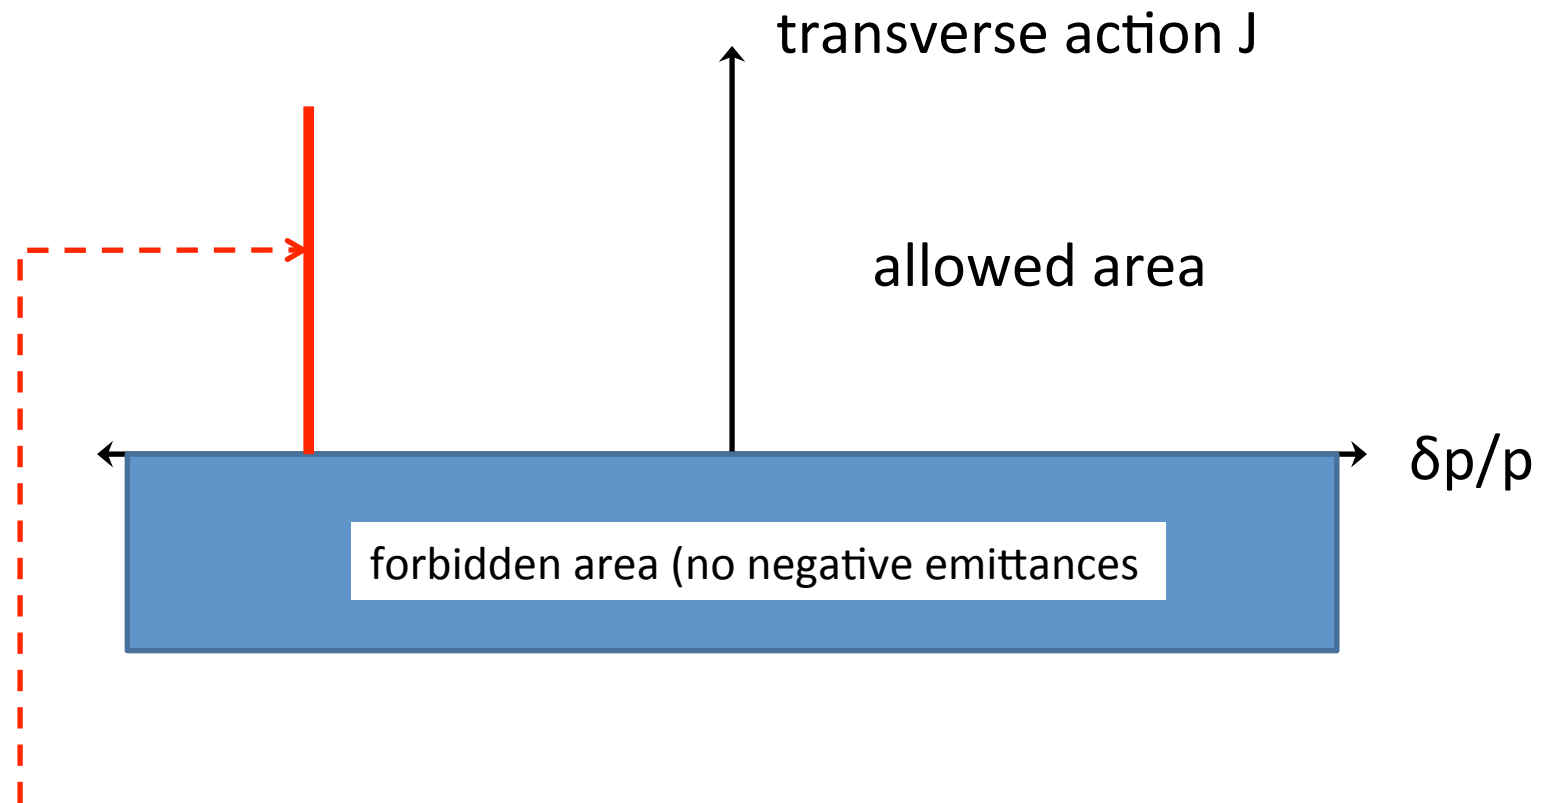 transverse action J
allowed area
δp/p
forbidden area (no negative emittances